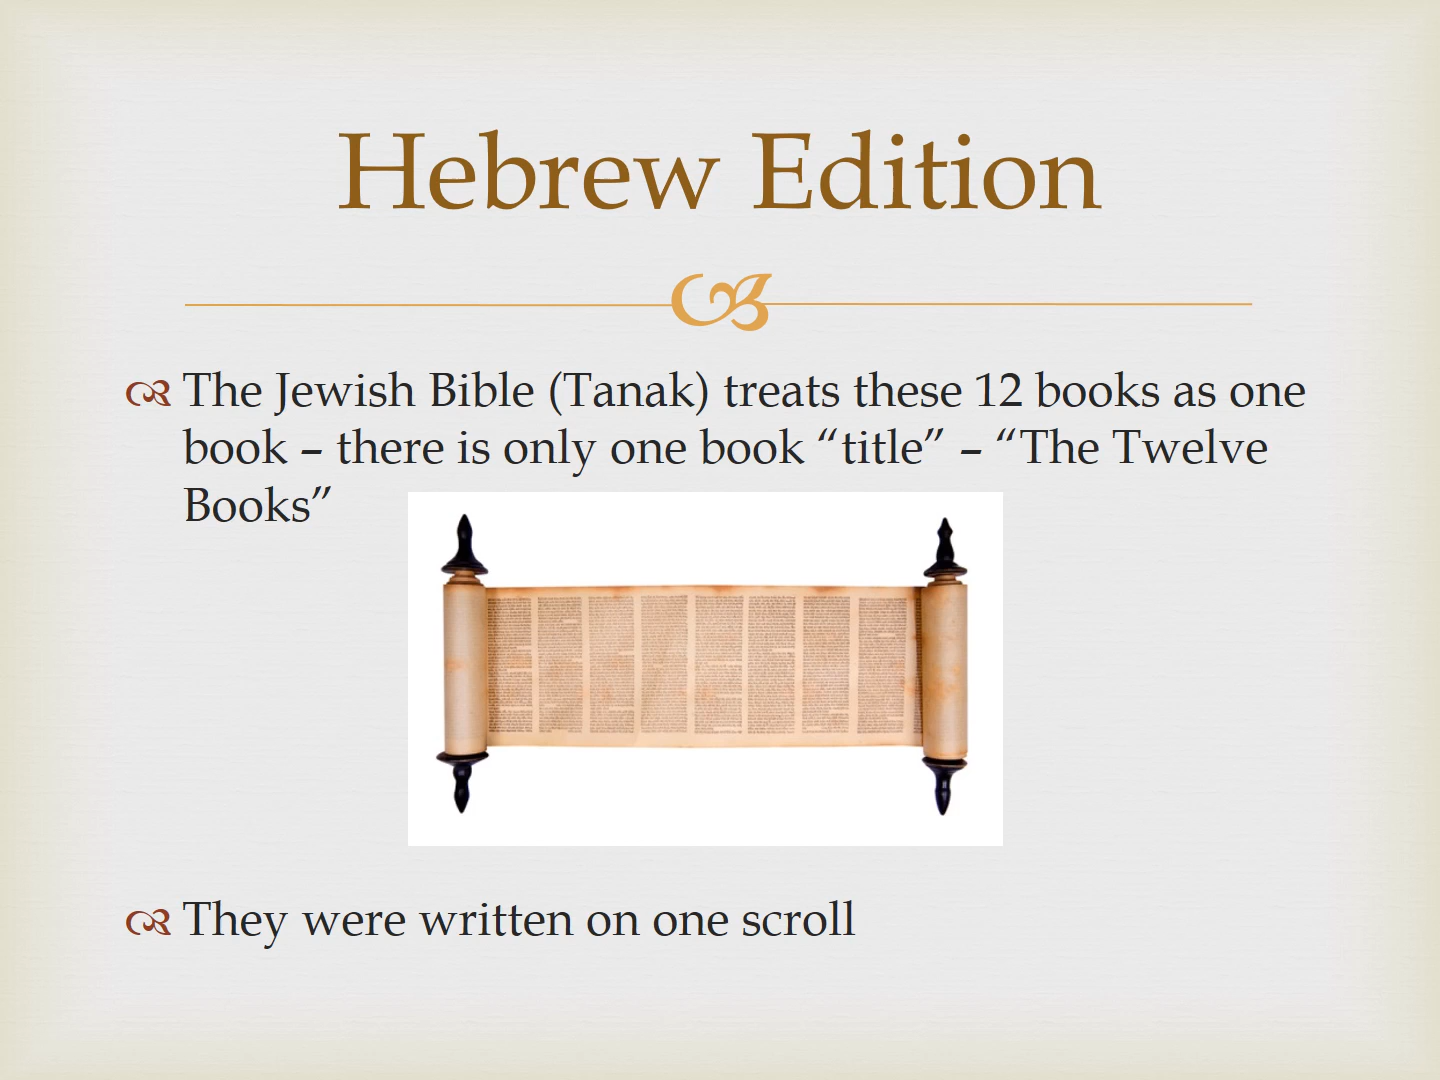 Hebrew Edition
The Jewish Bible (Tanak) treats these 12 books as one
book – there is only one book “title” – “The Twelve
Books”
They were written on one scroll